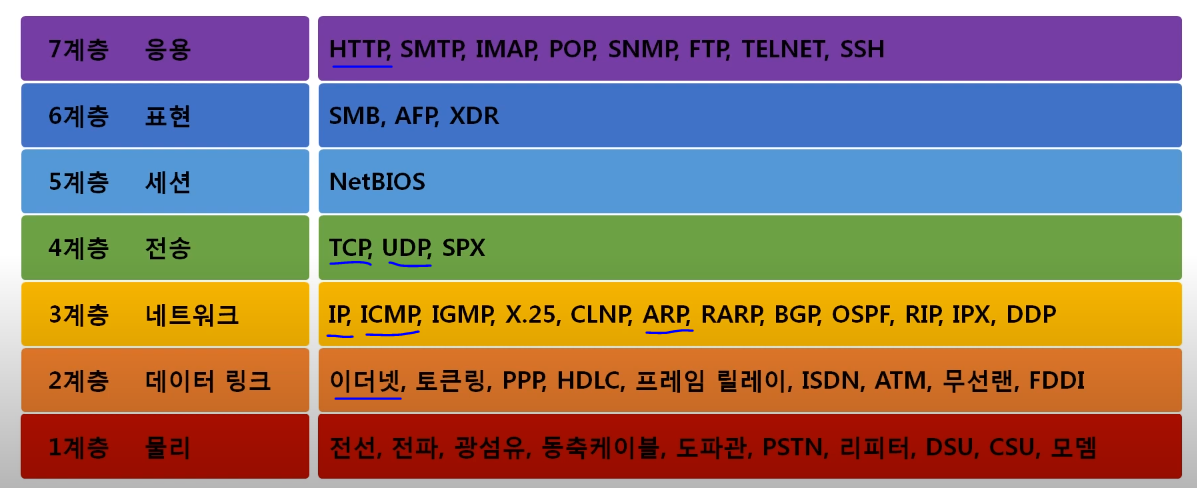 7계층 응용 HTTP, SMTP, IMAP, POP, SNMP, FTP, TELNET, SSH
6계층 표현 SMB, AFP, XDR
5계층 세션 NetBIOS
4계층 전송 TCP, UDP, SPX
3계층 네트워크 IP, ICMP, IGMP, X.25, CLNP, ARP, RARP, BGP, OSPF, RIP, IPX, DDP
2계층 데이터 링크 이더넷, 토큰링, PPP, HDLC, 프레임 릴레이, ISDN, ATM, 무선랜, FDDI
1계층 물리 전선, 전파, 광섬유, 동축케이블, 도파관, PSTN, 리피터, DSU, CSU, 모뎀